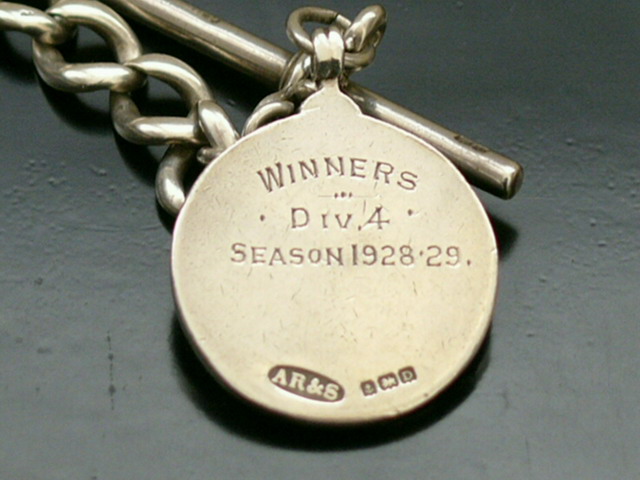 WINNERS
Div. 4
SEASON 1928·29.
AR&S